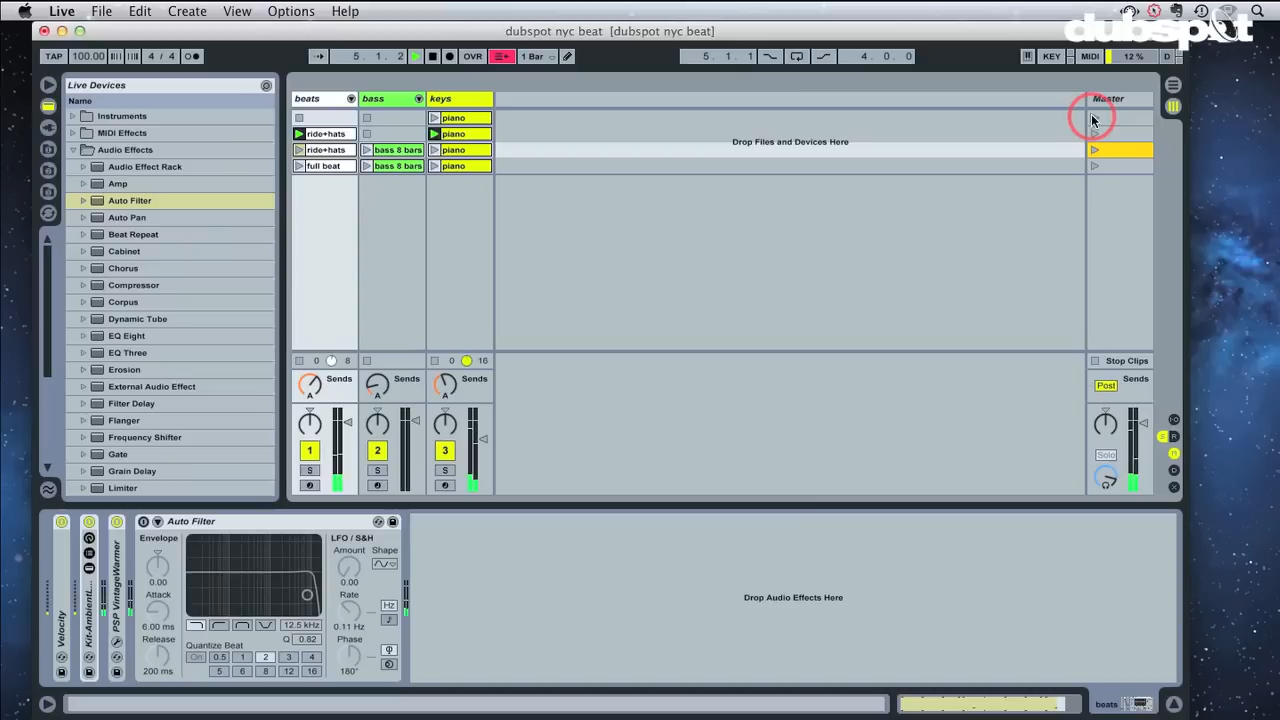 Live File Edit Create View Options Help
dubspot
dubspot nyc beat [dubspot nyc beat]
TAP 100.00 4 / 4 5 . 1 . 2 OVR 1 Bar 5 . 1 . 1 4 . 0 . 0 KEY MIDI 12 % D
Live Devices
Name
Instruments
MIDI Effects
Audio Effects
Audio Effect Rack
Amp
Auto Filter
Auto Pan
Beat Repeat
Cabinet
Chorus
Compressor
Corpus
Dynamic Tube
EQ Eight
EQ Three
Erosion
External Audio Effect
Filter Delay
Flanger
Frequency Shifter
Gate
Grain Delay
Limiter
beats bass keys Master
piano
ride+hats piano
ride+hats bass 8 bars piano
full beat bass 8 bars piano
Drop Files and Devices Here
0 8 0 16 Stop Clips
Sends Sends Sends Sends
A A A Post
1 2 3 Solo
S S S
S R
D
X
Velocity
Kit-AmbientL...
PSP VintageWarmer
Auto Filter
Envelope
0.00
Attack
6.00 ms
Release
200 ms
12.5 kHz
Quantize Beat Q 0.82
On 0.5 1 2 3 4
5 6 8 12 16
LFO / S&H
Amount Shape
0.00
Rate Hz
0.11 Hz
Phase
180°
Drop Audio Effects Here
beats